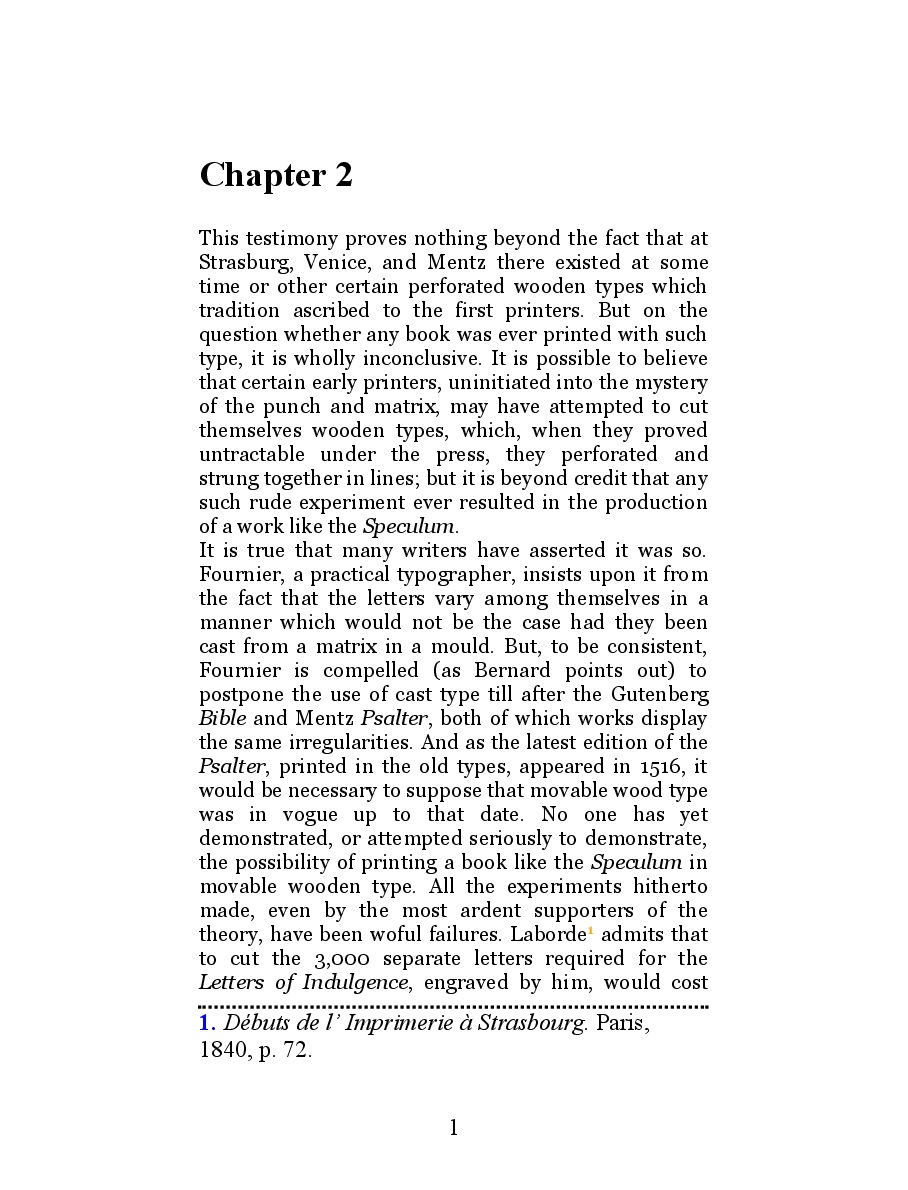 Chapter 2
This testimony proves nothing beyond the fact that at
Strasburg, Venice, and Mentz there existed at some
time or other certain perforated wooden types which
tradition ascribed to the first printers. But on the
question whether any book was ever printed with such
type, it is wholly inconclusive. It is possible to believe
that certain early printers, uninitiated into the mystery
of the punch and matrix, may have attempted to cut
themselves wooden types, which, when they proved
untractable under the press, they perforated and
strung together in lines; but it is beyond credit that any
such rude experiment ever resulted in the production
of a work like the Speculum.
It is true that many writers have asserted it was so.
Fournier, a practical typographer, insists upon it from
the fact that the letters vary among themselves in a
manner which would not be the case had they been
cast from a matrix in a mould. But, to be consistent,
Fournier is compelled (as Bernard points out) to
postpone the use of cast type till after the Gutenberg
Bible and Mentz Psalter, both of which works display
the same irregularities. And as the latest edition of the
Psalter, printed in the old types, appeared in 1516, it
would be necessary to suppose that movable wood type
was in vogue up to that date. No one has yet
demonstrated, or attempted seriously to demonstrate,
the possibility of printing a book like the Speculum in
movable wooden type. All the experiments hitherto
made, even by the most ardent supporters of the
theory, have been woful failures. Laborde1 admits that
to cut the 3,000 separate letters required for the
Letters of Indulgence, engraved by him, would cost
1. Débuts de l’ Imprimerie à Strasbourg. Paris,
1840, p. 72.
1